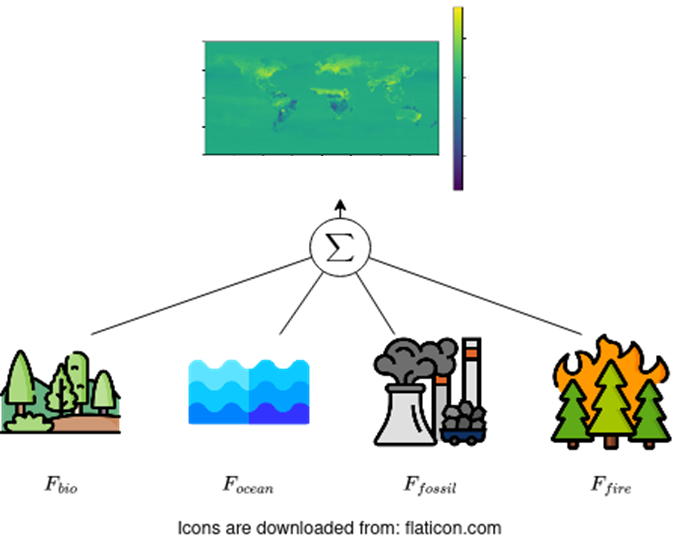 Σ
F_bio F_ocean F_fossil F_fire
Icons are downloaded from: flaticon.com